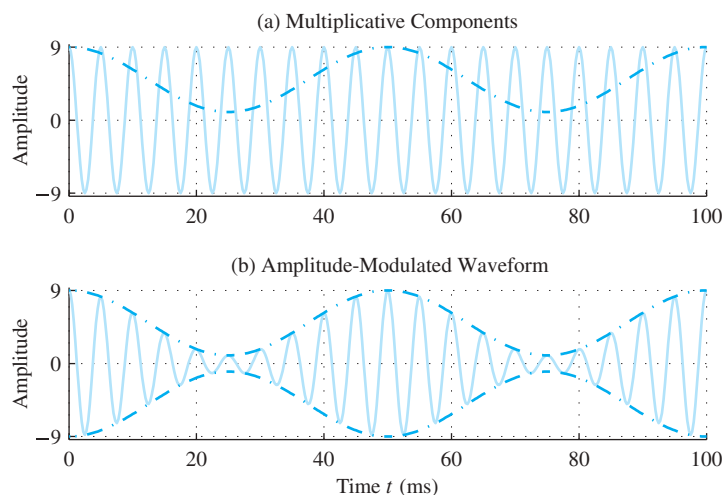 (a) Multiplicative Components
9
0
−9
Amplitude
0 20 40 60 80 100
(b) Amplitude-Modulated Waveform
9
0
−9
Amplitude
0 20 40 60 80 100
Time t (ms)